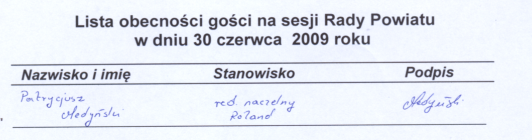 Lista obecności gości na sesji Rady Powiatu
w dniu 30 czerwca 2009 roku
Nazwisko i imię Stanowisko Podpis
Patrycjusz red. naczelny
Medyński Roland Medyński